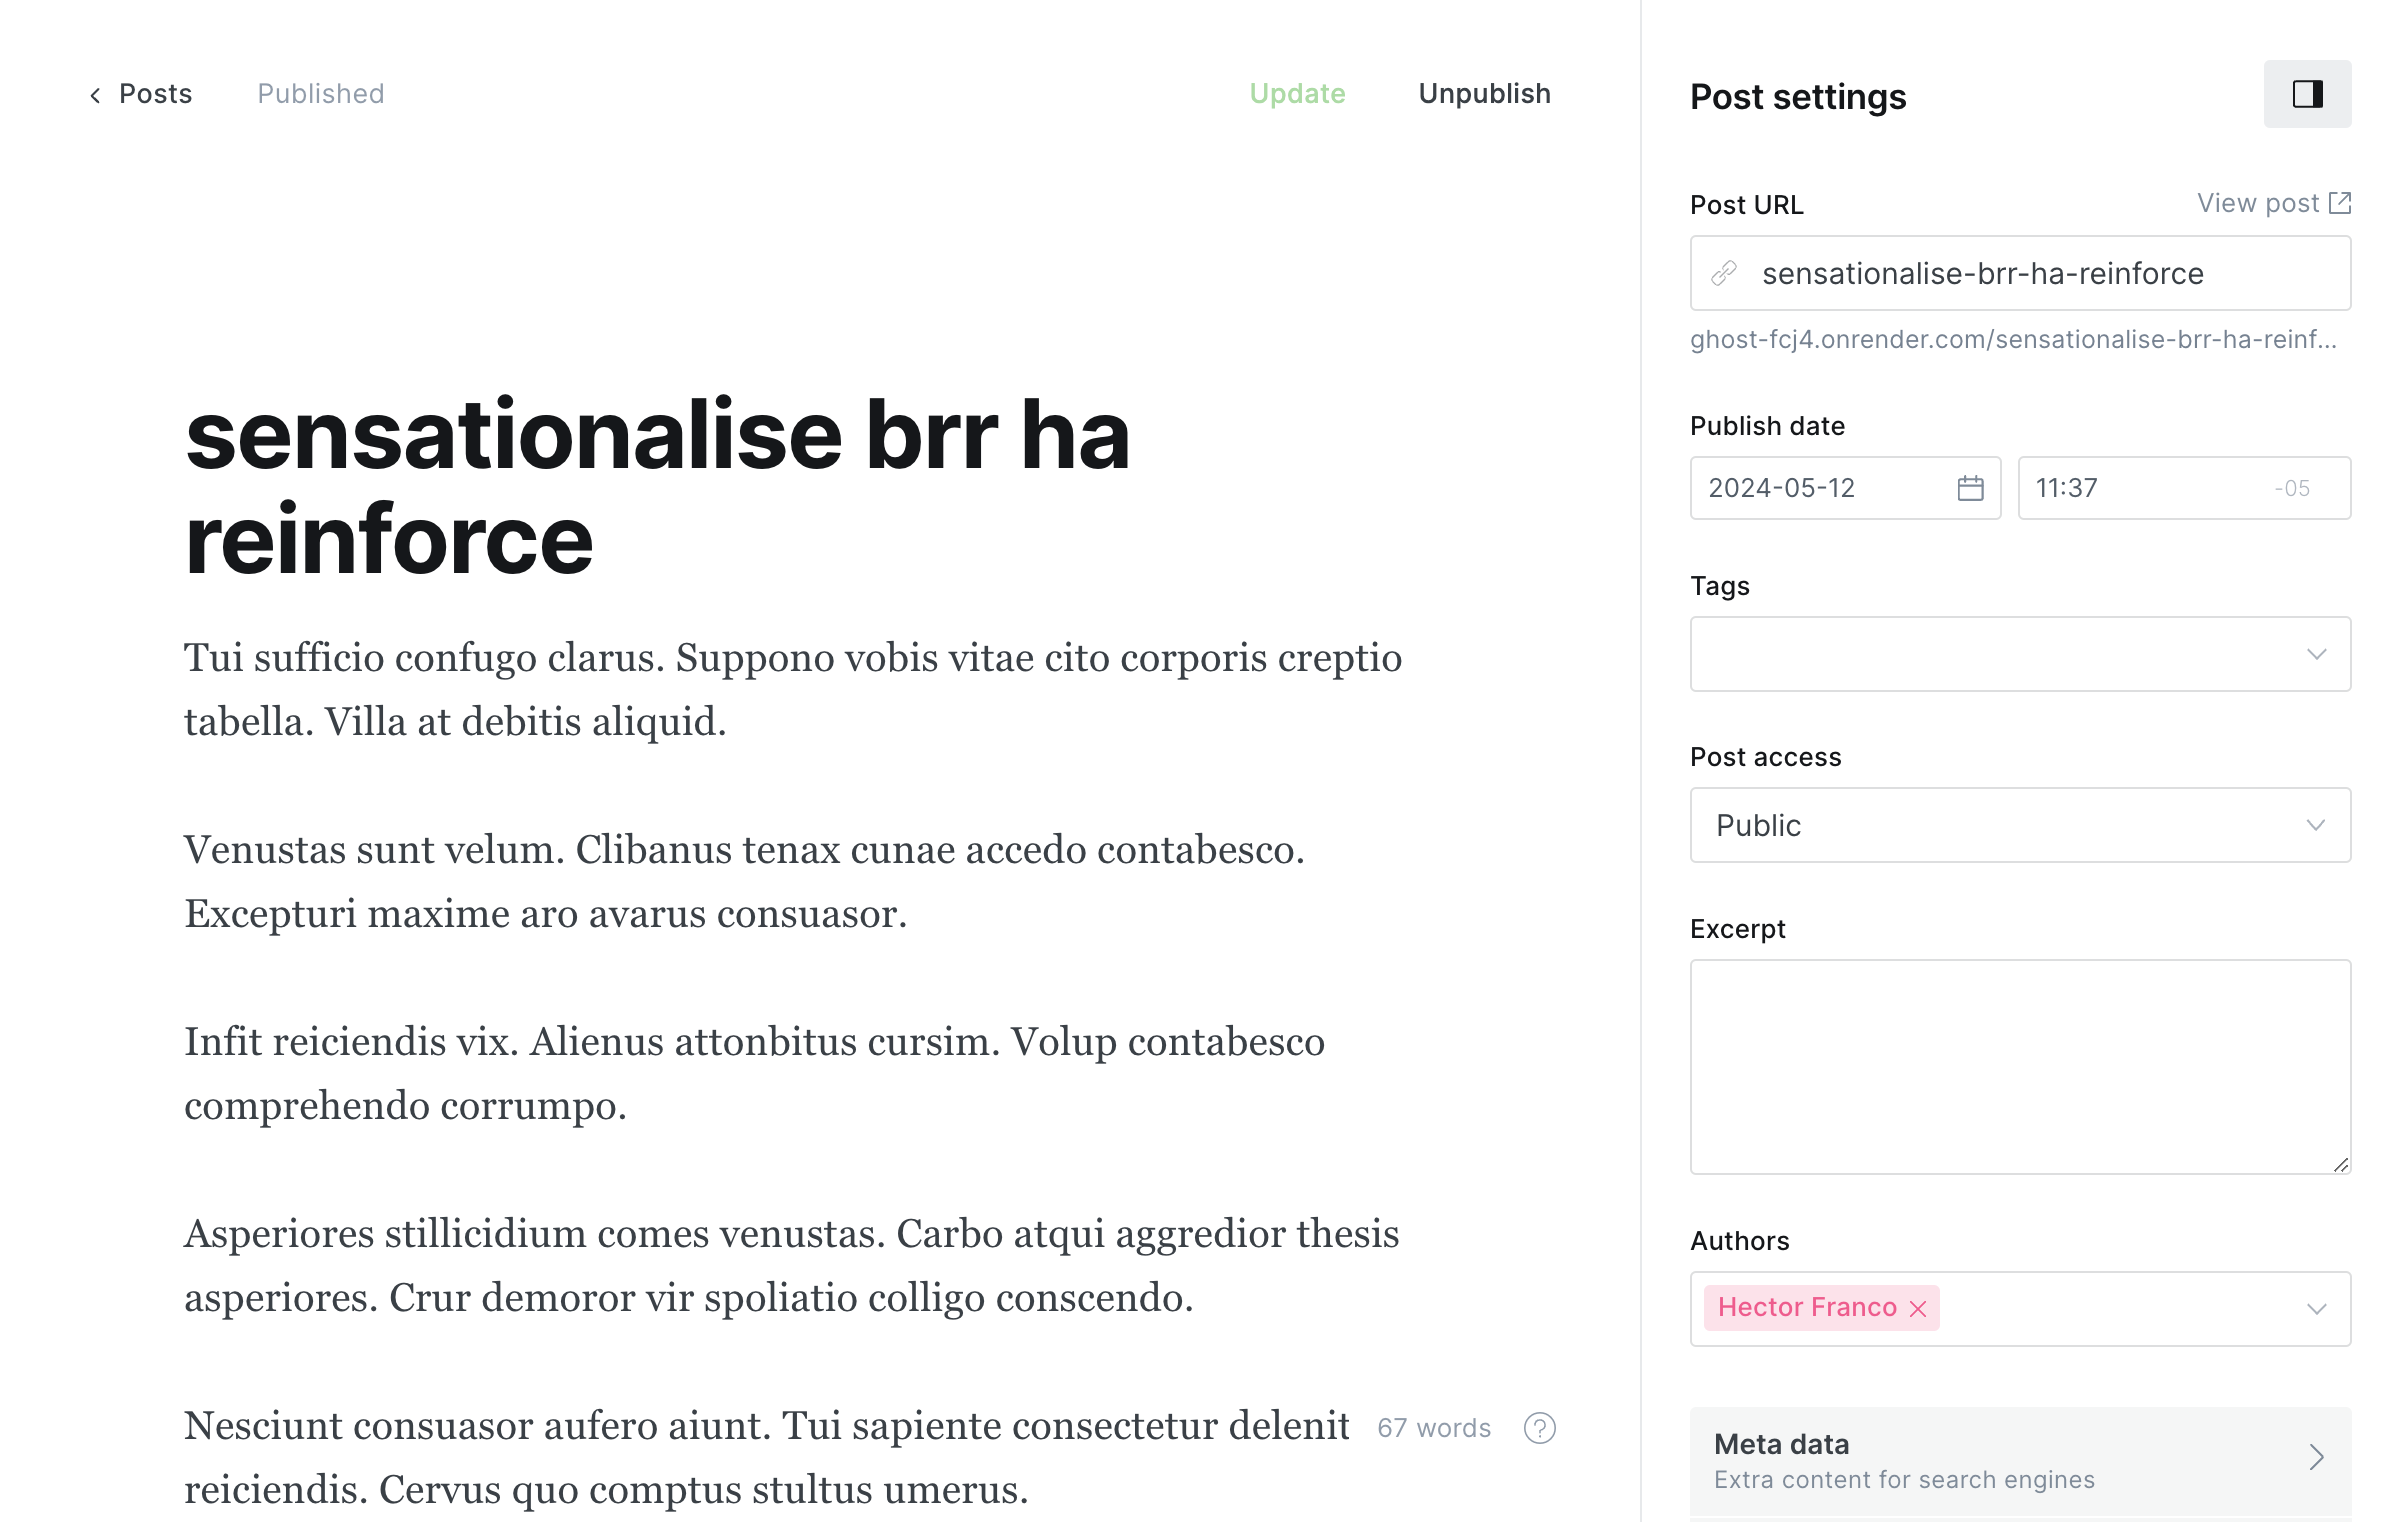 Posts
Published
Update
Unpublish
sensationalise brr ha
reinforce
Tui sufficio confugo clarus. Suppono vobis vitae cito corporis creptio
tabella. Villa at debitis aliquid.
Venustas sunt velum. Clibanus tenax cunae accedo contabesco.
Excepturi maxime aro avarus consuasor.
Infit reiciendis vix. Alienus attonbitus cursim. Volup contabesco
comprehendo corrumpo.
Asperiores stillicidium comes venustas. Carbo atqui aggredior thesis
asperiores. Crur demoror vir spoliatio colligo conscendo.
Nesciunt consuasor aufero aiunt. Tui sapiente consectetur delenit
reiciendis. Cervus quo comptus stultus umerus.
67 words
?
Post settings
Post URL
View post
sensationalise-brr-ha-reinforce
ghost-fcj4.onrender.com/sensationalise-brr-ha-reinf...
Publish date
2024-05-12
11:37
-05
Tags
Post access
Public
Excerpt
Authors
Hector Franco
Meta data
Extra content for search engines